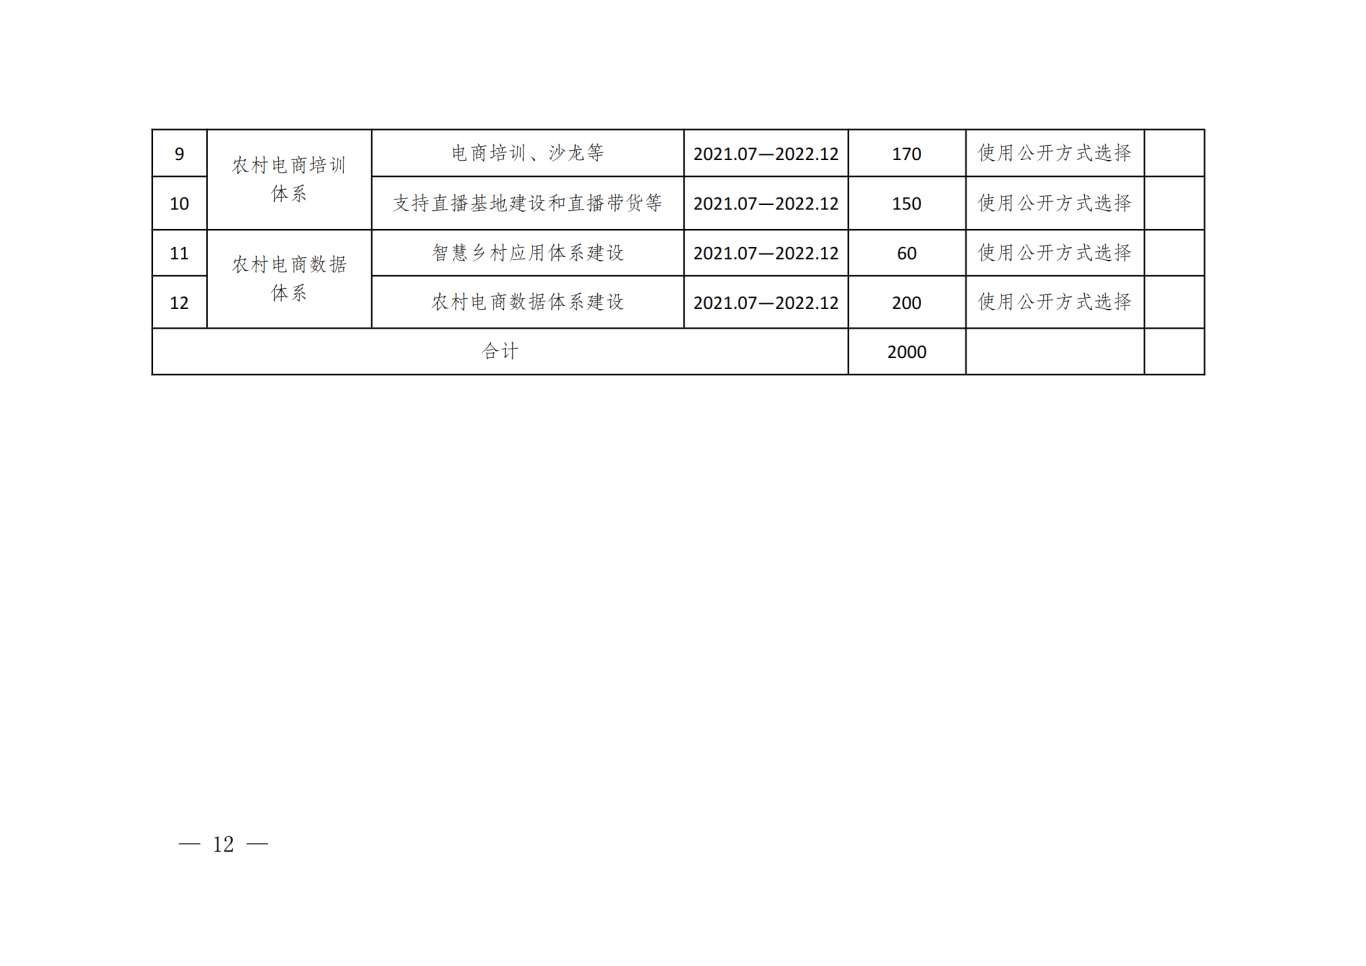 9 农村电商培训体系 电商培训、沙龙等 2021.07—2022.12 170 使用公开方式选择
10 支持直播基地建设和直播带货等 2021.07—2022.12 150 使用公开方式选择
11 农村电商数据体系 智慧乡村应用体系建设 2021.07—2022.12 60 使用公开方式选择
12 农村电商数据体系建设 2021.07—2022.12 200 使用公开方式选择
合计 2000
— 12 —